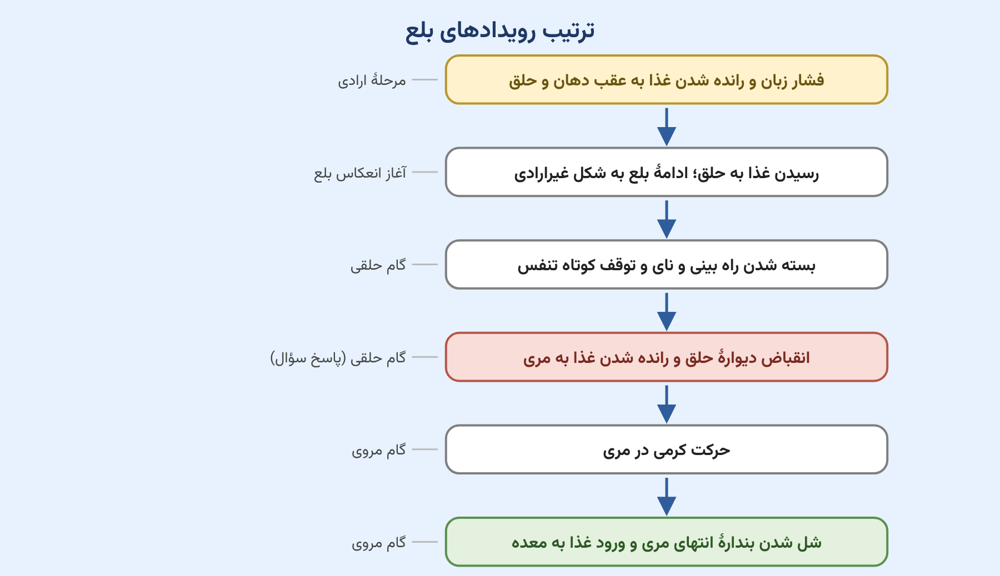 ترتیب رویدادهای بلع
فشار زبان و رانده شدن غذا به عقب دهان و حلق
مرحلهٔ ارادی
رسیدن غذا به حلق؛ ادامهٔ بلع به شکل غیرارادی
آغاز انعکاس بلع
بسته شدن راه بینی و نای و توقف کوتاه تنفس
گام حلقی
انقباض دیوارهٔ حلق و رانده شدن غذا به مری
گام حلقی (پاسخ سؤال)
حرکت کرمی در مری
گام مروی
شل شدن بندارهٔ انتهای مری و ورود غذا به معده
گام مروی